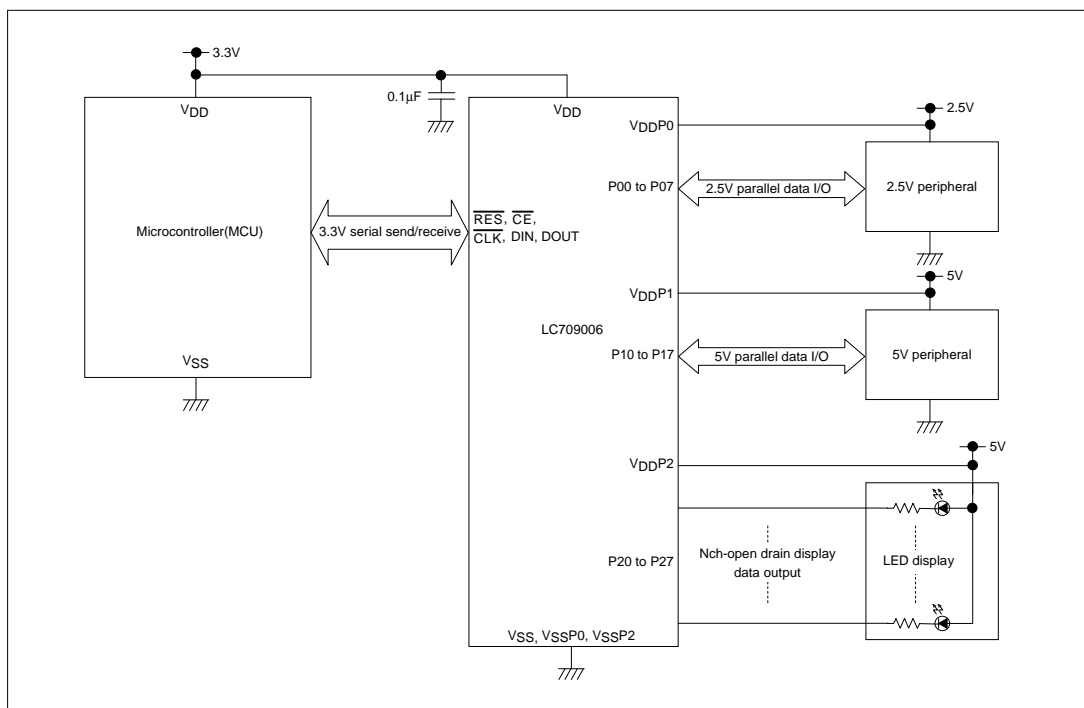 3.3V
0.1μF
VDD
VDD
VDDP0
2.5V
P00 to P07
2.5V parallel data I/O
2.5V peripheral
Microcontroller(MCU)
3.3V serial send/receive
RES, CE,
CLK, DIN, DOUT
5V
VDDP1
LC709006
VSS
P10 to P17
5V parallel data I/O
5V peripheral
5V
VDDP2
P20 to P27
Nch-open drain display
data output
LED display
VSS, VSSP0, VSSP2